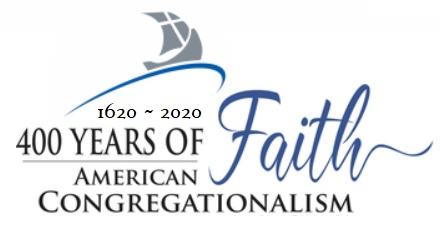 1620 ~ 2020
400 YEARS OF Faith
AMERICAN
CONGREGATIONALISM